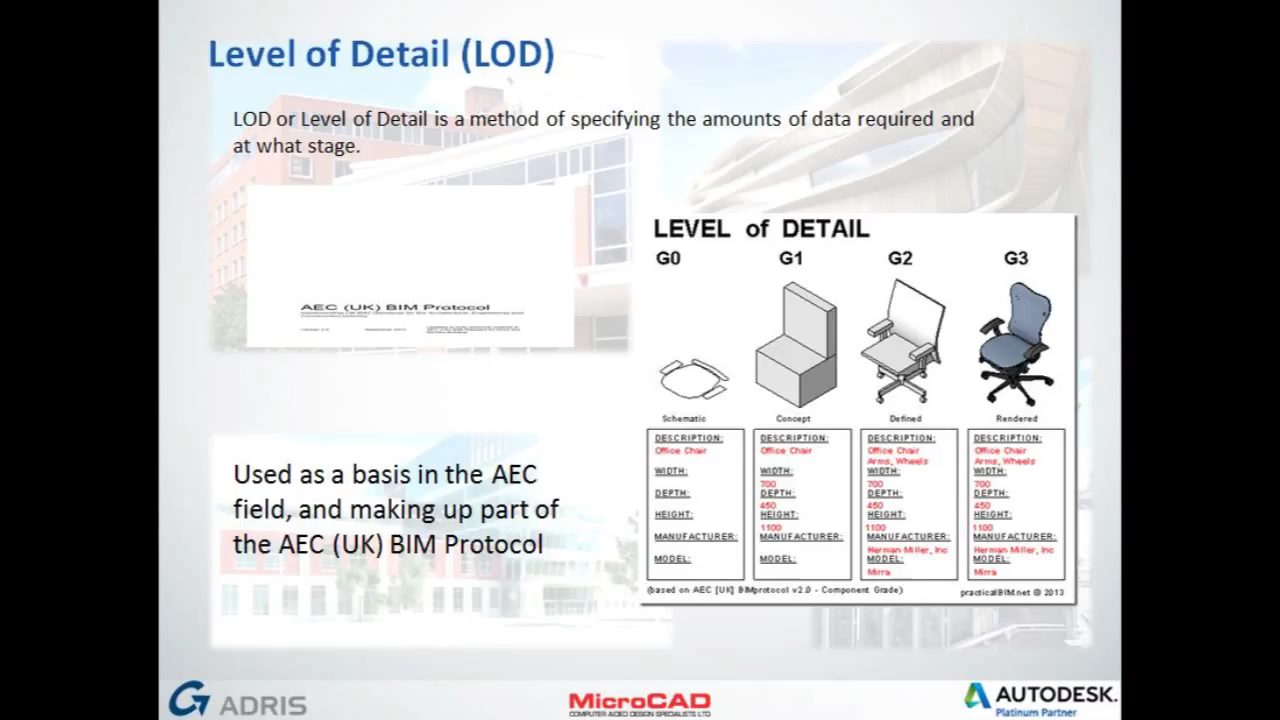 Level of Detail (LOD)
LOD or Level of Detail is a method of specifying the amounts of data required and
at what stage.
AEC (UK) BIM Protocol
Used as a basis in the AEC
field, and making up part of
the AEC (UK) BIM Protocol
LEVEL of DETAIL
G0 G1 G2 G3
Schematic Concept Defined Rendered
DESCRIPTION:
Office Chair
WIDTH:
DEPTH:
HEIGHT:
MANUFACTURER:
MODEL:
DESCRIPTION:
Office Chair
WIDTH:
700
DEPTH:
450
HEIGHT:
1100
MANUFACTURER:
MODEL:
DESCRIPTION:
Office Chair
Arms, Wheels
WIDTH:
700
DEPTH:
450
HEIGHT:
1100
MANUFACTURER:
Herman Miller, Inc
MODEL:
Mirra
DESCRIPTION:
Office Chair
Arms, Wheels
WIDTH:
700
DEPTH:
450
HEIGHT:
1100
MANUFACTURER:
Herman Miller, Inc
MODEL:
Mirra
(based on AEC [UK] BIMprotocol v2.0 - Component Grade) practicalBIM.net © 2013
ADRIS
MicroCAD
COMPUTER AIDED DESIGN SPECIALISTS LTD
AUTODESK.
Platinum Partner